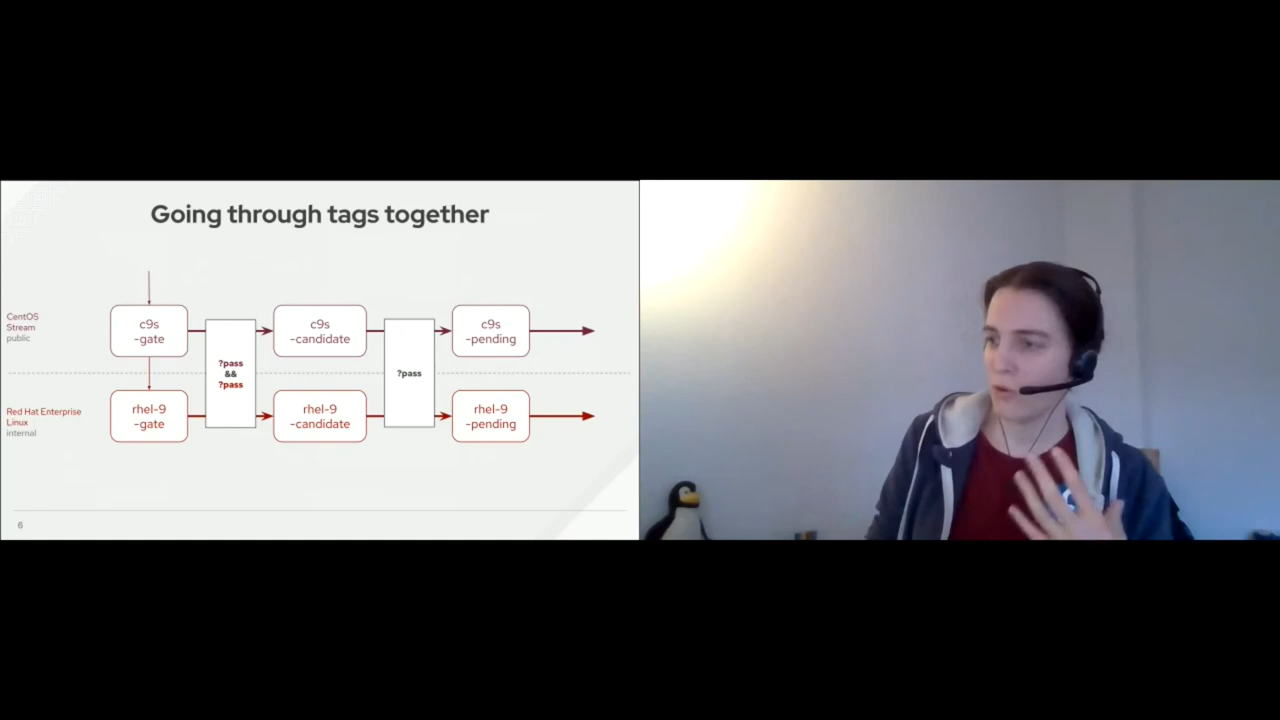 Going through tags together
CentOS
Stream
public
c9s
-gate
c9s
-candidate
c9s
-pending
?pass
&&
?pass
?pass
Red Hat Enterprise
Linux
internal
rhel-9
-gate
rhel-9
-candidate
rhel-9
-pending
6